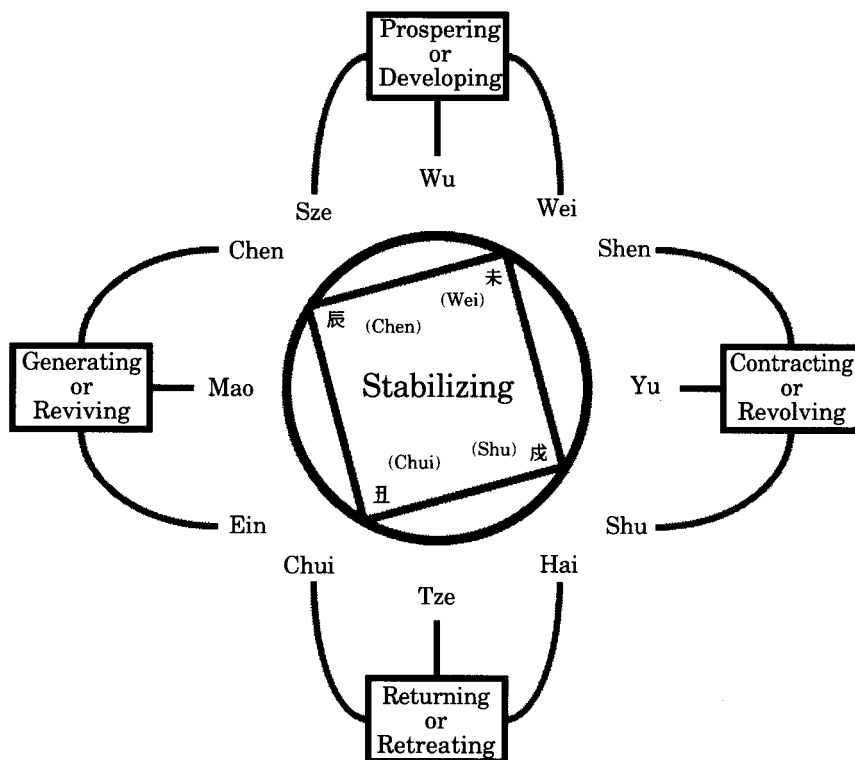 Prospering
or
Developing
Wu
Sze
Wei
Chen
Shen
未
(Wei)
辰
(Chen)
Generating
or
Reviving
Mao
Stabilizing
Yu
Contracting
or
Revolving
(Shu)
戌
(Chui)
丑
Ein
Shu
Chui
Hai
Tze
Returning
or
Retreating